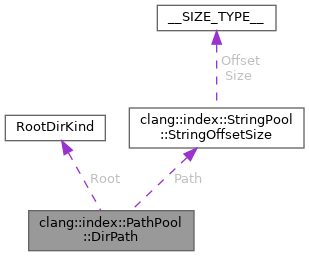 __SIZE_TYPE__
Offset
Size
RootDirKind
clang::index::StringPool
::StringOffsetSize
Root
Path
clang::index::PathPool
::DirPath